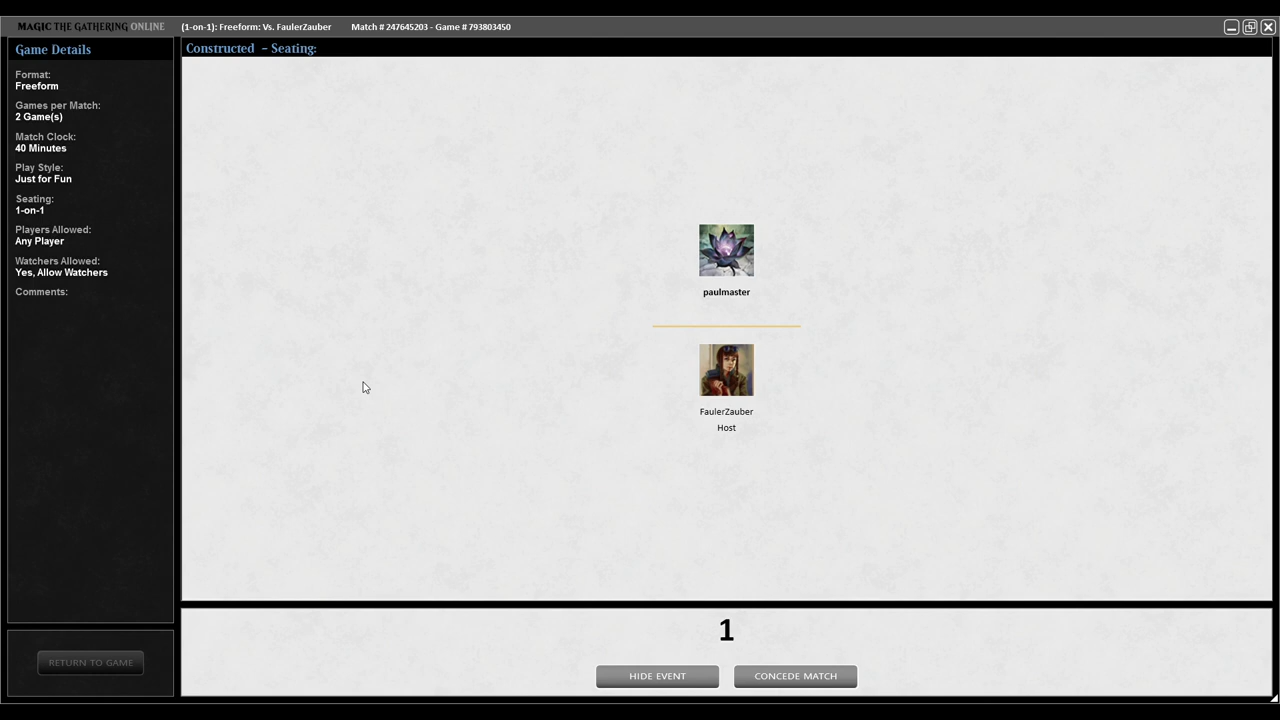 MAGIC THE GATHERING ONLINE (1-on-1): Freeform: Vs. FaulerZauber Match # 247645203 - Game # 793803450
Game Details
Format:
Freeform
Games per Match:
2 Game(s)
Match Clock:
40 Minutes
Play Style:
Just for Fun
Seating:
1-on-1
Players Allowed:
Any Player
Watchers Allowed:
Yes, Allow Watchers
Comments:
RETURN TO GAME
Constructed – Seating:
paulmaster
FaulerZauber
Host
1
HIDE EVENT CONCEDE MATCH